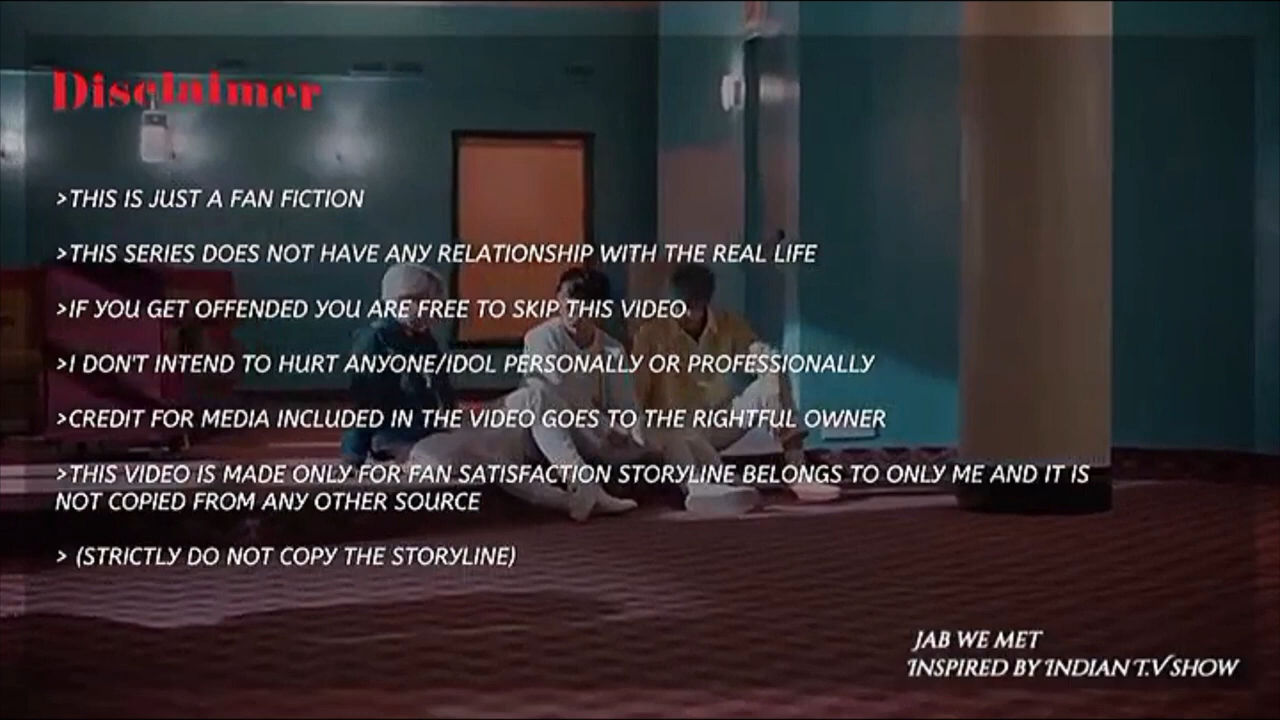 Disclaimer
>THIS IS JUST A FAN FICTION
>THIS SERIES DOES NOT HAVE ANY RELATIONSHIP WITH THE REAL LIFE
>IF YOU GET OFFENDED YOU ARE FREE TO SKIP THIS VIDEO
>I DON'T INTEND TO HURT ANYONE/IDOL PERSONALLY OR PROFESSIONALLY
>CREDIT FOR MEDIA INCLUDED IN THE VIDEO GOES TO THE RIGHTFUL OWNER
>THIS VIDEO IS MADE ONLY FOR FAN SATISFACTION STORYLINE BELONGS TO ONLY ME AND IT IS
NOT COPIED FROM ANY OTHER SOURCE
> (STRICTLY DO NOT COPY THE STORYLINE)
JAB WE MET
INSPIRED BY INDIAN T.V SHOW